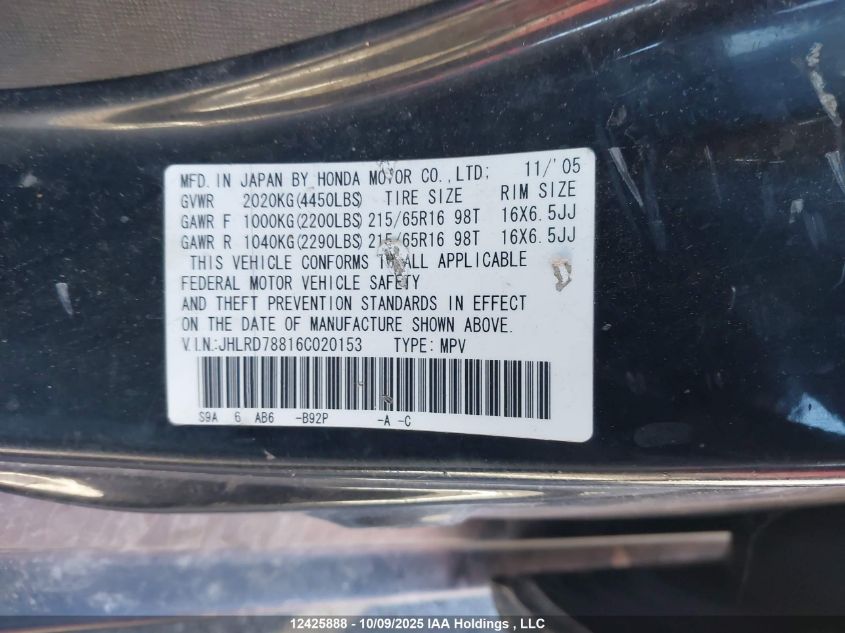 MFD. IN JAPAN BY HONDA MOTOR CO.,LTD; 11/'05
GVWR 2020KG(4450LBS) TIRE SIZE RIM SIZE
GAWR F 1000KG(2200LBS) 215/65R16 98T 16X6.5JJ
GAWR R 1040KG(2290LBS) 215/65R16 98T 16X6.5JJ
THIS VEHICLE CONFORMS TO ALL APPLICABLE
FEDERAL MOTOR VEHICLE SAFETY
AND THEFT PREVENTION STANDARDS IN EFFECT
ON THE DATE OF MANUFACTURE SHOWN ABOVE.
V.I.N.:JHLRD78816C020153 TYPE: MPV
S9A 6 AB6 -B92P -A -C
12425888 - 10/09/2025 IAA Holdings , LLC